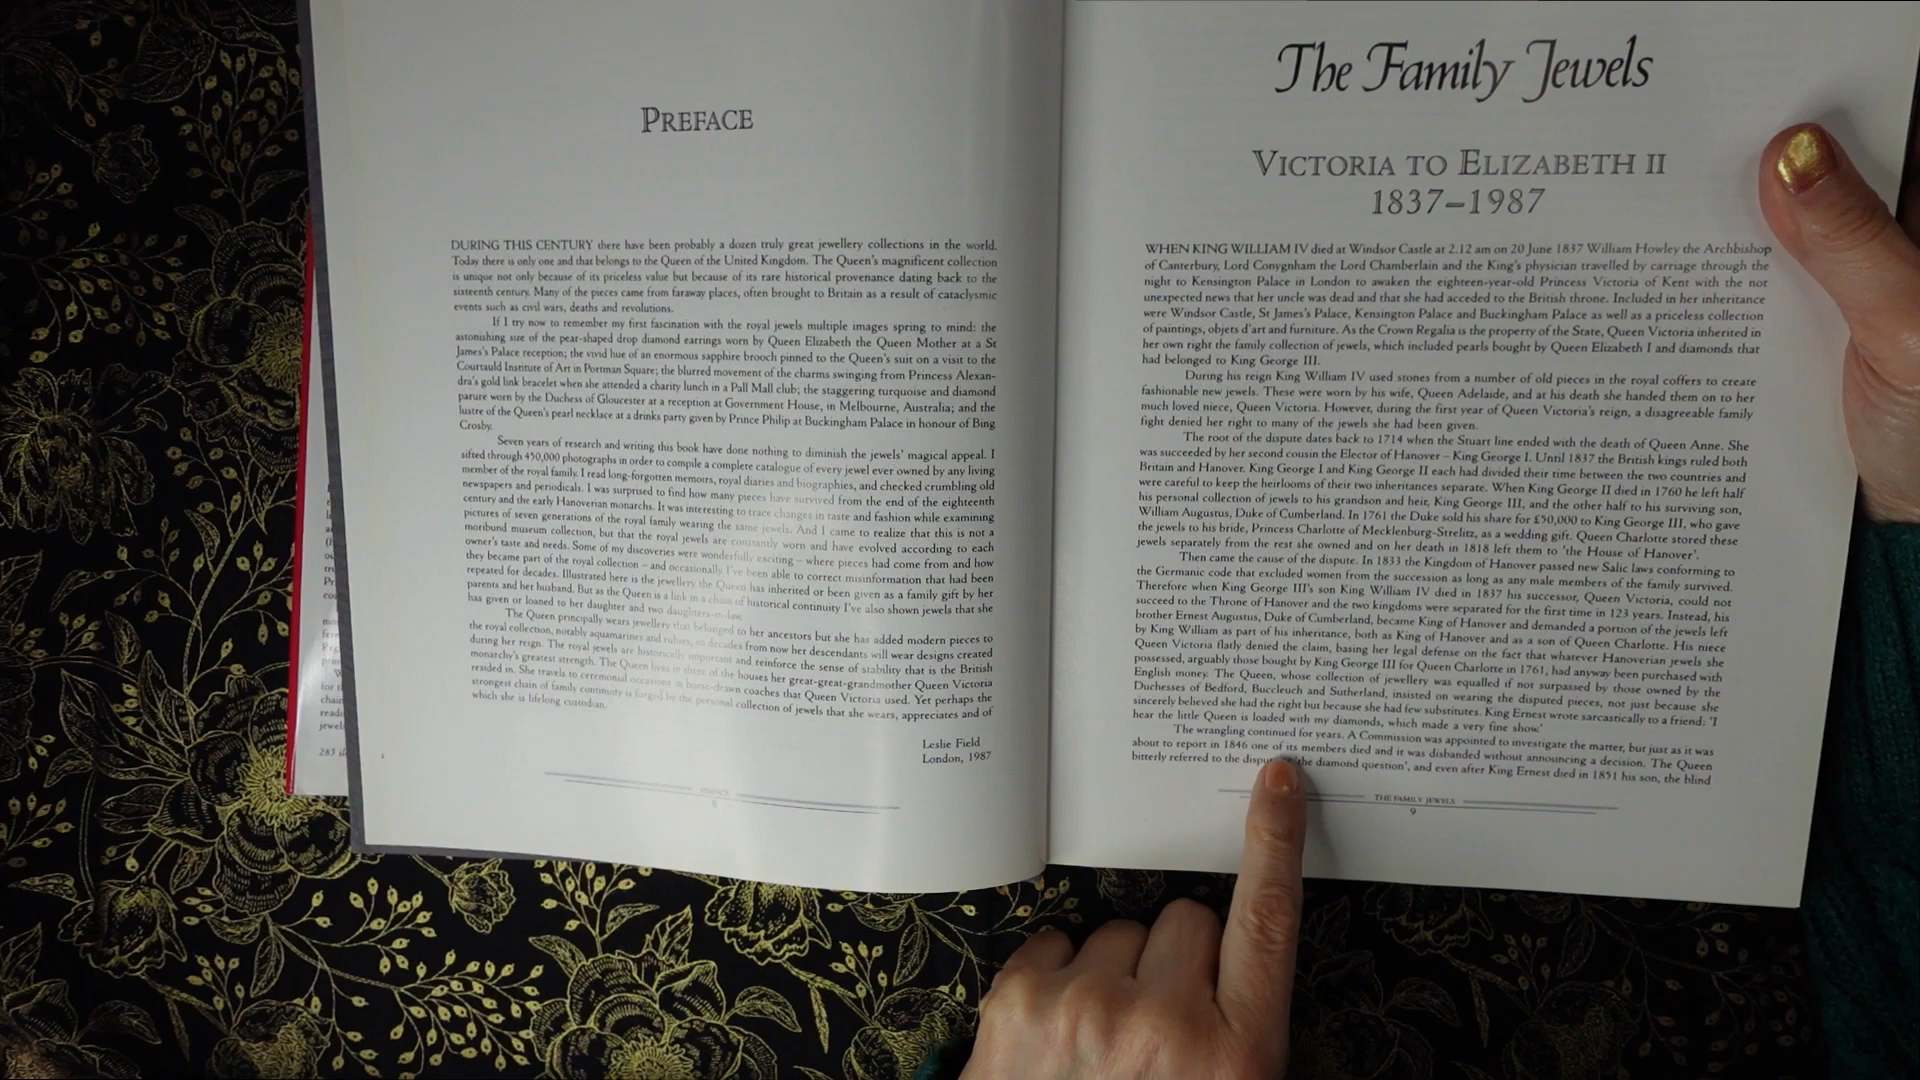 PREFACE
DURING THIS CENTURY there have been probably a dozen truly great jewellery collections in the world.
Today there is only one and that belongs to the Queen of the United Kingdom. The Queen's magnificent collection
is unique not only because of its priceless value but because of its rare historical provenance dating back to the
sixteenth century. Many of the pieces came from faraway places, often brought to Britain as a result of cataclysmic
events such as civil wars, deaths and revolutions.
If I try now to remember my first fascination with the royal jewels multiple images spring to mind: the
astonishing size of the pear-shaped drop diamond earrings worn by Queen Elizabeth the Queen Mother at a St
James's Palace reception; the vivid hue of an enormous sapphire brooch pinned to the Queen's suit on a visit to the
Courtauld Institute of Art in Portman Square; the blurred movement of the charms swinging from Princess Alexan-
dra's gold link bracelet when she attended a charity lunch in a Pall Mall club; the staggering turquoise and diamond
parure worn by the Duchess of Gloucester at a reception at Government House, in Melbourne, Australia; and the
lustre of the Queen's pearl necklace at a drinks party given by Prince Philip at Buckingham Palace in honour of Bing
Crosby.
Seven years of research and writing this book have done nothing to diminish the jewels' magical appeal. I
sifted through 450,000 photographs in order to compile a complete catalogue of every jewel ever owned by any living
member of the royal family. I read long-forgotten memoirs, royal diaries and biographies, and checked crumbling old
newspapers and periodicals. I was surprised to find how many pieces have survived from the end of the eighteenth
century and the early Hanoverian monarchs. It was interesting to trace changes in taste and fashion while examining
pictures of seven generations of the royal family wearing the same jewels. And I came to realize that this is not a
moribund museum collection, but that the royal jewels are constantly worn and have evolved according to each
owner's taste and needs. Some of my discoveries were wonderfully exciting – where pieces had come from and how
they became part of the royal collection – and occasionally I've been able to correct misinformation that had been
repeated for decades. Illustrated here is the jewellery the Queen has inherited or been given as a family gift by her
parents and her husband. But as the Queen is a link in a chain of historical continuity I've also shown jewels that she
has given or loaned to her daughter and two daughters-in-law.
The Queen principally wears jewellery that belonged to her ancestors but she has added modern pieces to
the royal collection, notably aquamarines and rubies, so decades from now her descendants will wear designs created
during her reign. The royal jewels are historically important and reinforce the sense of stability that is the British
monarchy's greatest strength. The Queen lives in three of the houses her great-great-grandmother Queen Victoria
resided in. She travels to ceremonial occasions in horse-drawn coaches that Queen Victoria used. Yet perhaps the
strongest chain of family continuity is forged by the personal collection of jewels that she wears, appreciates and of
which she is lifelong custodian.
Leslie Field
London, 1987
PREFACE
8
The Family Jewels
VICTORIA TO ELIZABETH II
1837–1987
WHEN KING WILLIAM IV died at Windsor Castle at 2.12 am on 20 June 1837 William Howley the Archbishop
of Canterbury, Lord Conygnham the Lord Chamberlain and the King's physician travelled by carriage through the
night to Kensington Palace in London to awaken the eighteen-year-old Princess Victoria of Kent with the not
unexpected news that her uncle was dead and that she had acceded to the British throne. Included in her inheritance
were Windsor Castle, St James's Palace, Kensington Palace and Buckingham Palace as well as a priceless collection
of paintings, objets d'art and furniture. As the Crown Regalia is the property of the State, Queen Victoria inherited in
her own right the family collection of jewels, which included pearls bought by Queen Elizabeth I and diamonds that
had belonged to King George III.
During his reign King William IV used stones from a number of old pieces in the royal coffers to create
fashionable new jewels. These were worn by his wife, Queen Adelaide, and at his death she handed them on to her
much loved niece, Queen Victoria. However, during the first year of Queen Victoria's reign, a disagreeable family
fight denied her right to many of the jewels she had been given.
The root of the dispute dates back to 1714 when the Stuart line ended with the death of Queen Anne. She
was succeeded by her second cousin the Elector of Hanover – King George I. Until 1837 the British kings ruled both
Britain and Hanover. King George I and King George II each had divided their time between the two countries and
were careful to keep the heirlooms of their two inheritances separate. When King George II died in 1760 he left half
his personal collection of jewels to his grandson and heir, King George III, and the other half to his surviving son,
William Augustus, Duke of Cumberland. In 1761 the Duke sold his share for £50,000 to King George III, who gave
the jewels to his bride, Princess Charlotte of Mecklenburg-Strelitz, as a wedding gift. Queen Charlotte stored these
jewels separately from the rest she owned and on her death in 1818 left them to 'the House of Hanover'.
Then came the cause of the dispute. In 1833 the Kingdom of Hanover passed new Salic laws conforming to
the Germanic code that excluded women from the succession as long as any male members of the family survived.
Therefore when King George III's son King William IV died in 1837 his successor, Queen Victoria, could not
succeed to the Throne of Hanover and the two kingdoms were separated for the first time in 123 years. Instead, his
brother Ernest Augustus, Duke of Cumberland, became King of Hanover and demanded a portion of the jewels left
by King William as part of his inheritance, both as King of Hanover and as a son of Queen Charlotte. His niece
Queen Victoria flatly denied the claim, basing her legal defense on the fact that whatever Hanoverian jewels she
possessed, arguably those bought by King George III for Queen Charlotte in 1761, had anyway been purchased with
English money. The Queen, whose collection of jewellery was equalled if not surpassed by those owned by the
Duchesses of Bedford, Buccleuch and Sutherland, insisted on wearing the disputed pieces, not just because she
sincerely believed she had the right but because she had few substitutes. King Ernest wrote sarcastically to a friend: 'I
hear the little Queen is loaded with my diamonds, which made a very fine show.'
The wrangling continued for years. A Commission was appointed to investigate the matter, but just as it was
about to report in 1846 one of its members died and it was disbanded without announcing a decision. The Queen
bitterly referred to the 'the diamond question', and even after King Ernest died in 1851 his son, the blind
THE FAMILY JEWELS
9